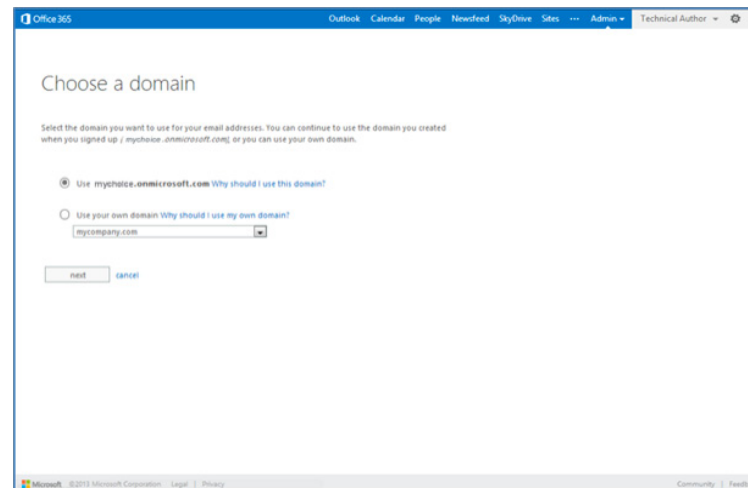 Office 365 Outlook Calendar People Newsfeed SkyDrive Sites ··· Admin Technical Author
Choose a domain
Select the domain you want to use for your email addresses. You can continue to use the domain you created
when you signed up ( mychoice .onmicrosoft.com( or you can use your own domain.
Use mychoice.onmicrosoft.com Why should I use this domain?
Use your own domain Why should I use my own domain?
mycompany.com
next cancel
Microsoft ©2013 Microsoft Corporation Legal | Privacy Community |